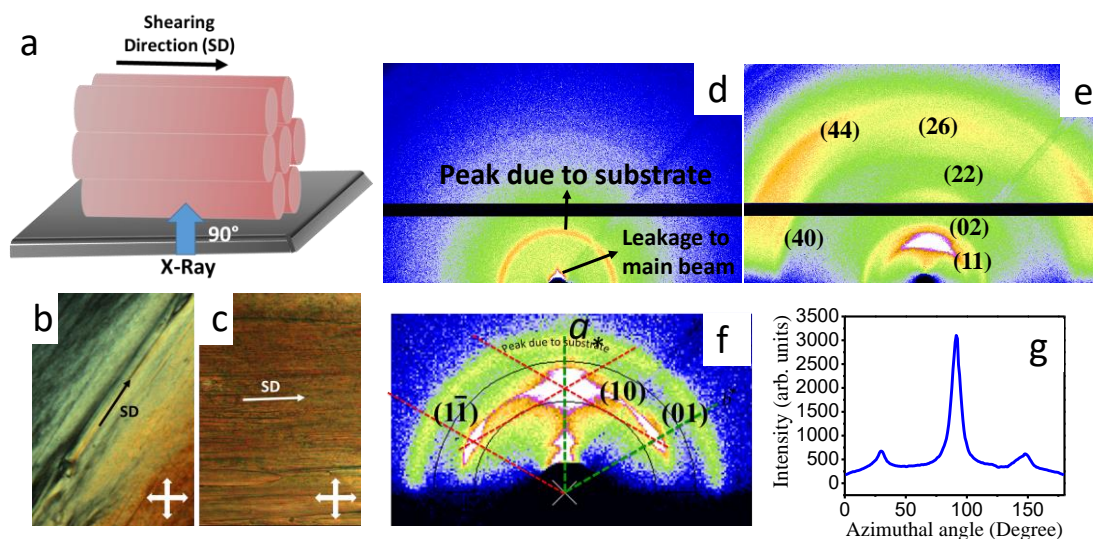 a
Shearing
Direction (SD)
90°
X-Ray
b
SD
c
SD
d
Peak due to substrate
Leakage to
main beam
e
(44)
(26)
(22)
(02)
(40)
(11)
f
a*
Peak due to substrate
(11̄)
(10)
(01)
g
Intensity (arb. units)
3500
3000
2500
2000
1500
1000
500
0
0
50
100
150
Azimuthal angle (Degree)